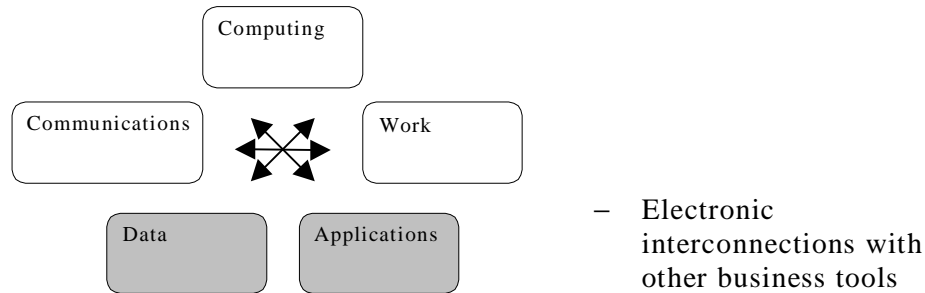 Computing
Communications
Work
Data
Applications
– Electronic
interconnections with
other business tools